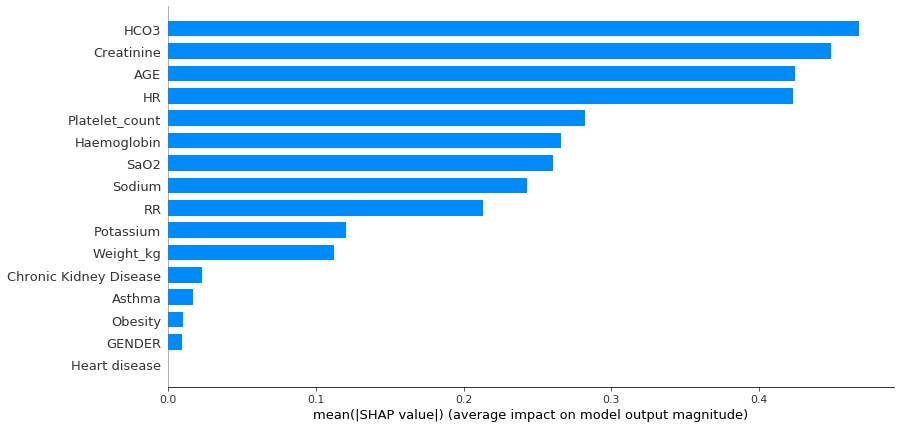 HCO3
Creatinine
AGE
HR
Platelet_count
Haemoglobin
SaO2
Sodium
RR
Potassium
Weight_kg
Chronic Kidney Disease
Asthma
Obesity
GENDER
Heart disease
0.0 0.1 0.2 0.3 0.4
mean(|SHAP value|) (average impact on model output magnitude)